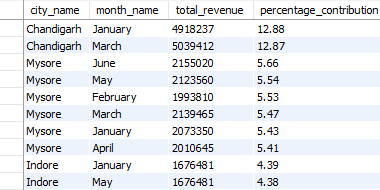 city_name month_name total_revenue percentage_contribution
Chandigarh January 4918237 12.88
Chandigarh March 5039412 12.87
Mysore June 2155020 5.66
Mysore May 2123560 5.54
Mysore February 1993810 5.53
Mysore March 2139465 5.47
Mysore January 2073350 5.43
Mysore April 2010645 5.41
Indore January 1676481 4.39
Indore May 1676481 4.38